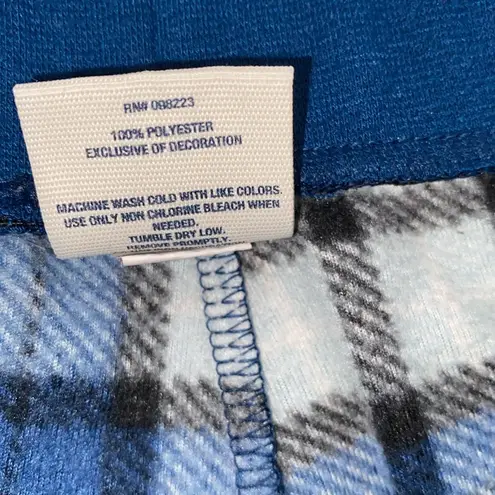 RN# 098223
100% POLYESTER
EXCLUSIVE OF DECORATION
MACHINE WASH COLD WITH LIKE COLORS.
USE ONLY NON CHLORINE BLEACH WHEN
NEEDED,
TUMBLE DRY LOW.
REMOVE PROMPTLY.